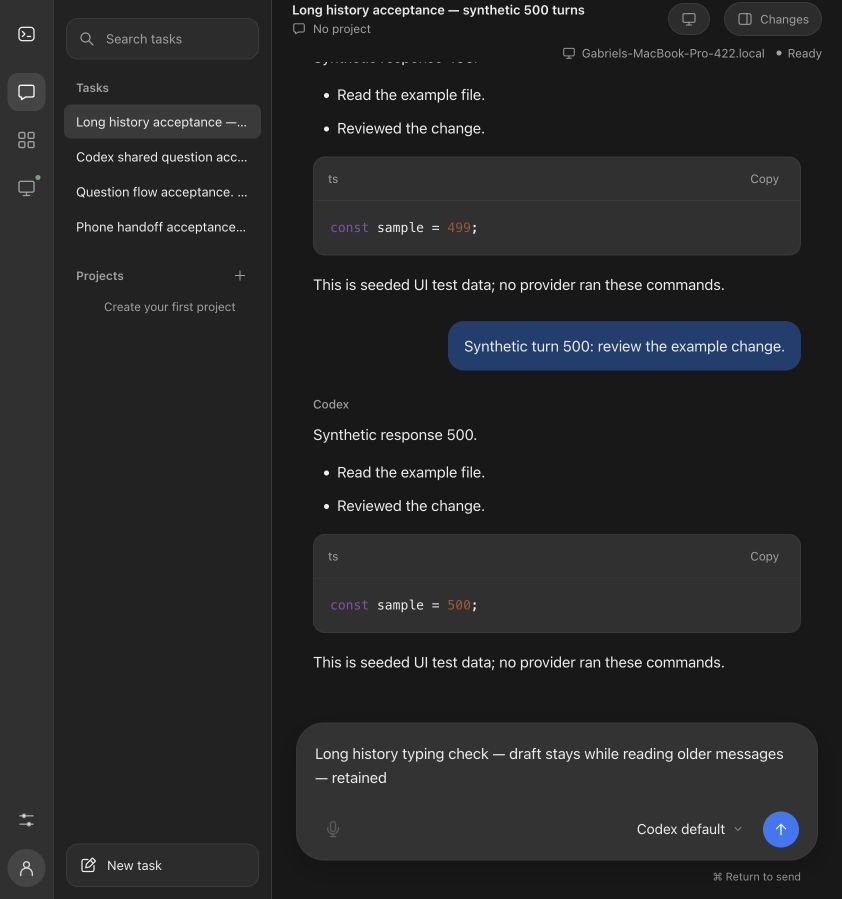 Search tasks
Tasks
Long history acceptance —...
Codex shared question acc...
Question flow acceptance. ...
Phone handoff acceptance...
Projects
Create your first project
New task
Long history acceptance — synthetic 500 turns
No project
Changes
Gabriels-MacBook-Pro-422.local
Ready
Read the example file.
Reviewed the change.
ts
Copy
const sample = 499;
This is seeded UI test data; no provider ran these commands.
Synthetic turn 500: review the example change.
Codex
Synthetic response 500.
Read the example file.
Reviewed the change.
ts
Copy
const sample = 500;
This is seeded UI test data; no provider ran these commands.
Long history typing check — draft stays while reading older messages
— retained
Codex default
⌘ Return to send